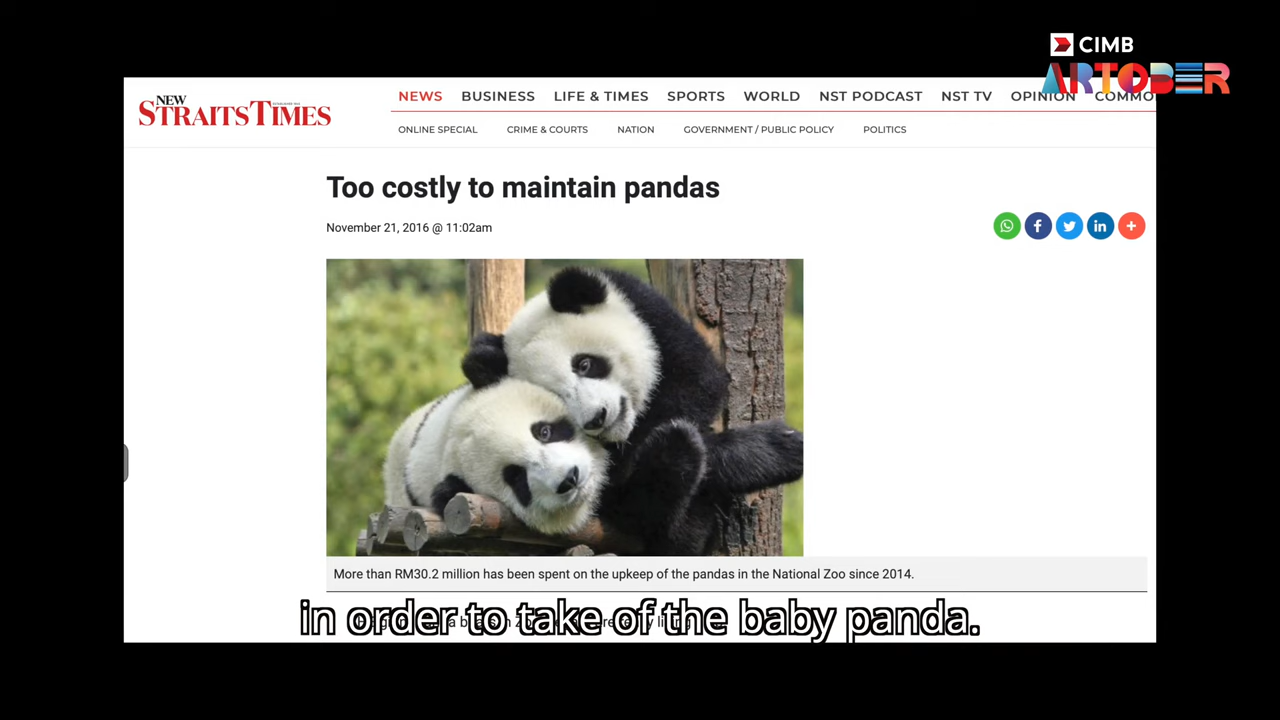 CIMB
ARTOBER
NEW
STRAITS TIMES
NEWS BUSINESS LIFE & TIMES SPORTS WORLD NST PODCAST NST TV OPINION COMMO
ONLINE SPECIAL CRIME & COURTS NATION GOVERNMENT / PUBLIC POLICY POLITICS
Too costly to maintain pandas
November 21, 2016 @ 11:02am
More than RM30.2 million has been spent on the upkeep of the pandas in the National Zoo since 2014.
in order to take of the baby panda.